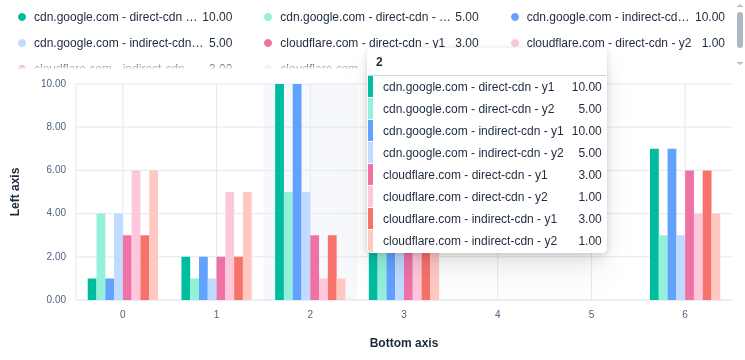 cdn.google.com - direct-cdn … 10.00
cdn.google.com - direct-cdn - … 5.00
cdn.google.com - indirect-cd… 10.00
cdn.google.com - indirect-cdn… 5.00
cloudflare.com - direct-cdn - y1 3.00
cloudflare.com - direct-cdn - y2 1.00
cloudflare.com - indirect-cdn 3.00
2
cdn.google.com - direct-cdn - y1 10.00
cdn.google.com - direct-cdn - y2 5.00
cdn.google.com - indirect-cdn - y1 10.00
cdn.google.com - indirect-cdn - y2 5.00
cloudflare.com - direct-cdn - y1 3.00
cloudflare.com - direct-cdn - y2 1.00
cloudflare.com - indirect-cdn - y1 3.00
cloudflare.com - indirect-cdn - y2 1.00
Left axis
10.00
8.00
6.00
4.00
2.00
0.00
0 1 2 3 4 5 6
Bottom axis